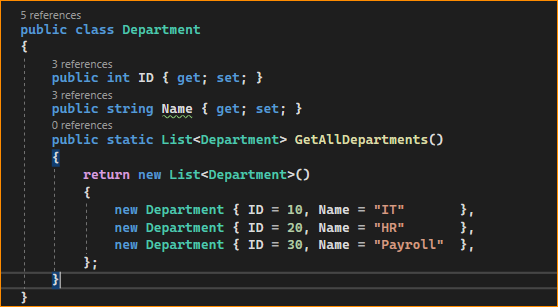 5 references
public class Department
{
3 references
public int ID { get; set; }
3 references
public string Name { get; set; }
0 references
public static List<Department> GetAllDepartments()
{
return new List<Department>()
{
new Department { ID = 10, Name = "IT"       },
new Department { ID = 20, Name = "HR"       },
new Department { ID = 30, Name = "Payroll"  },
};
}
}